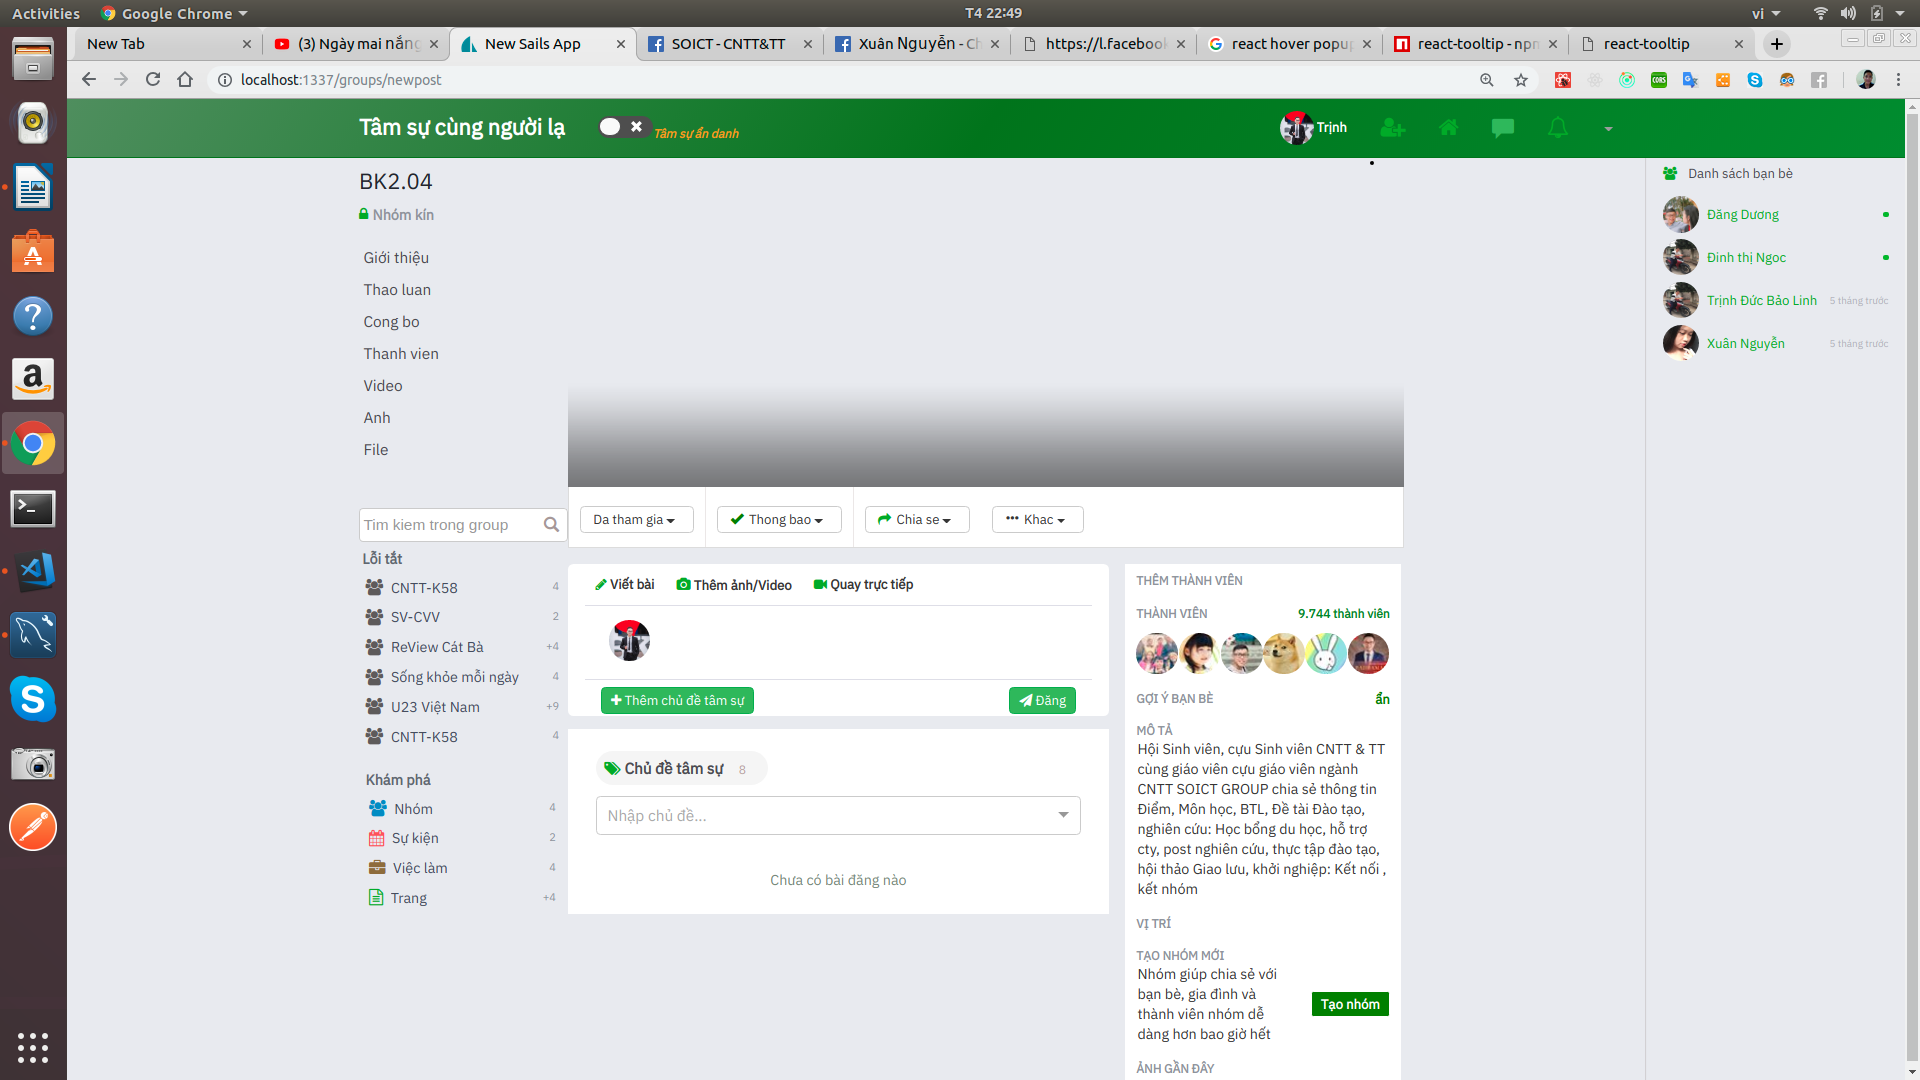 Activities
Google Chrome
T4 22:49
vi
New Tab
(3) Ngày mai nắng
New Sails App
SOICT - CNTT&TT
Xuân Nguyễn - Ch
https://l.facebook
react hover popup
react-tooltip - npm
react-tooltip
localhost:1337/groups/newpost
Tâm sự cùng người lạ
Tâm sự ẩn danh
Trịnh
BK2.04
Nhóm kín
Giới thiệu
Thao luan
Cong bo
Thanh vien
Video
Anh
File
Tim kiem trong group
Lỗi tắt
CNTT-K58 4
SV-CVV 2
ReView Cát Bà +4
Sống khỏe mỗi ngày 4
U23 Việt Nam +9
CNTT-K58 4
Khám phá
Nhóm 4
Sự kiện 2
Việc làm 4
Trang +4
Da tham gia
Thong bao
Chia se
Khac
Viết bài
Thêm ảnh/Video
Quay trực tiếp
Thêm chủ đề tâm sự
Đăng
Chủ đề tâm sự 8
Nhập chủ đề...
Chưa có bài đăng nào
THÊM THÀNH VIÊN
THÀNH VIÊN 9.744 thành viên
GỢI Ý BẠN BÈ ẩn
MÔ TẢ
Hội Sinh viên, cựu Sinh viên CNTT & TT
cùng giáo viên cựu giáo viên ngành
CNTT SOICT GROUP chia sẻ thông tin
Điểm, Môn học, BTL, Đề tài Đào tạo,
nghiên cứu: Học bổng du học, hỗ trợ
cty, post nghiên cứu, thực tập đào tạo,
hội thảo Giao lưu, khởi nghiệp: Kết nối ,
kết nhóm
VỊ TRÍ
TẠO NHÓM MỚI
Nhóm giúp chia sẻ với
bạn bè, gia đình và
thành viên nhóm dễ
dàng hơn bao giờ hết
Tạo nhóm
ẢNH GẦN ĐÂY
Danh sách bạn bè
Đăng Dương
Đinh thị Ngoc
Trịnh Đức Bảo Linh 5 tháng trước
Xuân Nguyễn 5 tháng trước